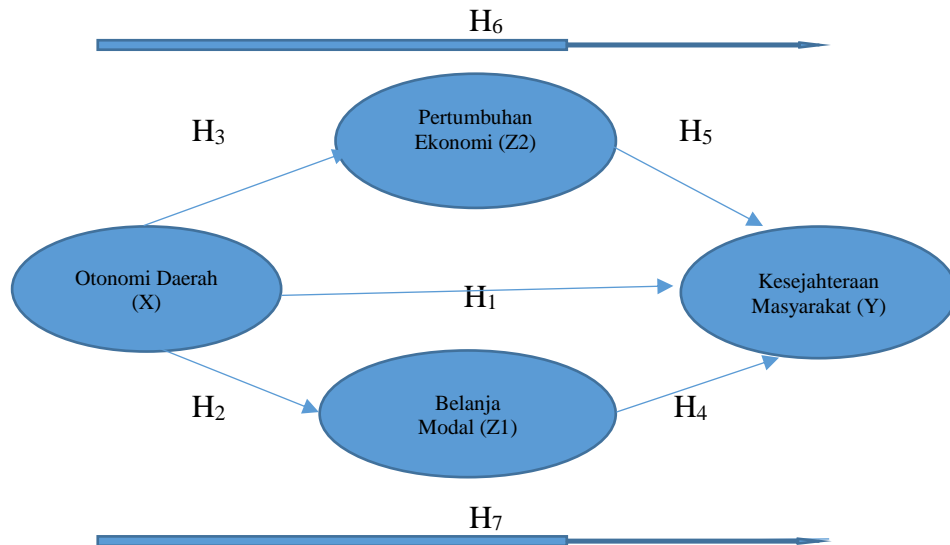 H6
H3
Pertumbuhan
Ekonomi (Z2)
H5
Otonomi Daerah
(X)
H1
Kesejahteraan
Masyarakat (Y)
H2
Belanja
Modal (Z1)
H4
H7